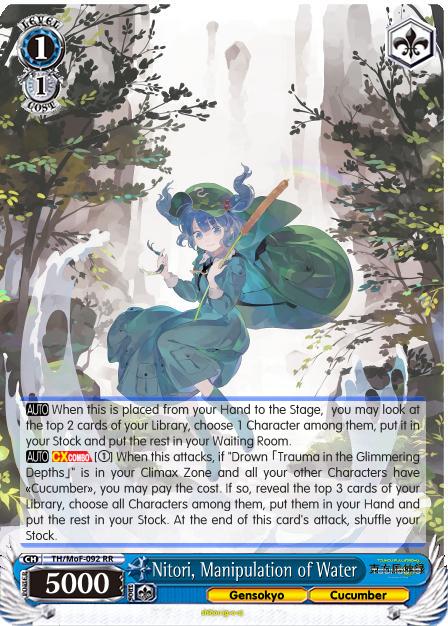 LEVEL
1
1
COST
AUTO When this is placed from your Hand to the Stage, you may look at
the top 2 cards of your Library, choose 1 Character among them, put it in
your Stock and put the rest in your Waiting Room.
AUTO CXCOMBO [①] When this attacks, if "Drown「Trauma in the Glimmering
Depths」" is in your Climax Zone and all your other Characters have
«Cucumber», you may pay the cost. If so, reveal the top 3 cards of your
Library, choose all Characters among them, put them in your Hand and
put the rest in your Stock. At the end of this card's attack, shuffle your
Stock.
CH TH/MoF-092 RR
POWER 5000 SOUL Nitori, Manipulation of Water
Gensokyo Cucumber